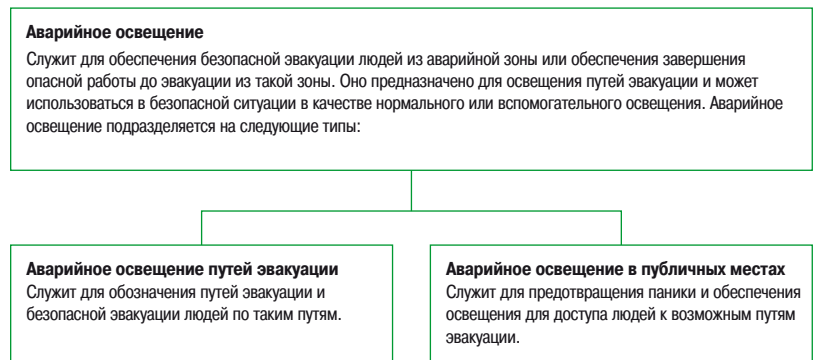 Аварийное освещение
Служит для обеспечения безопасной эвакуации людей из аварийной зоны или обеспечения завершения
опасной работы до эвакуации из такой зоны. Оно предназначено для освещения путей эвакуации и может
использоваться в безопасной ситуации в качестве нормального или вспомогательного освещения. Аварийное
освещение подразделяется на следующие типы:
Аварийное освещение путей эвакуации
Служит для обозначения путей эвакуации и
безопасной эвакуации людей по таким путям.
Аварийное освещение в публичных местах
Служит для предотвращения паники и обеспечения
освещения для доступа людей к возможным путям
эвакуации.